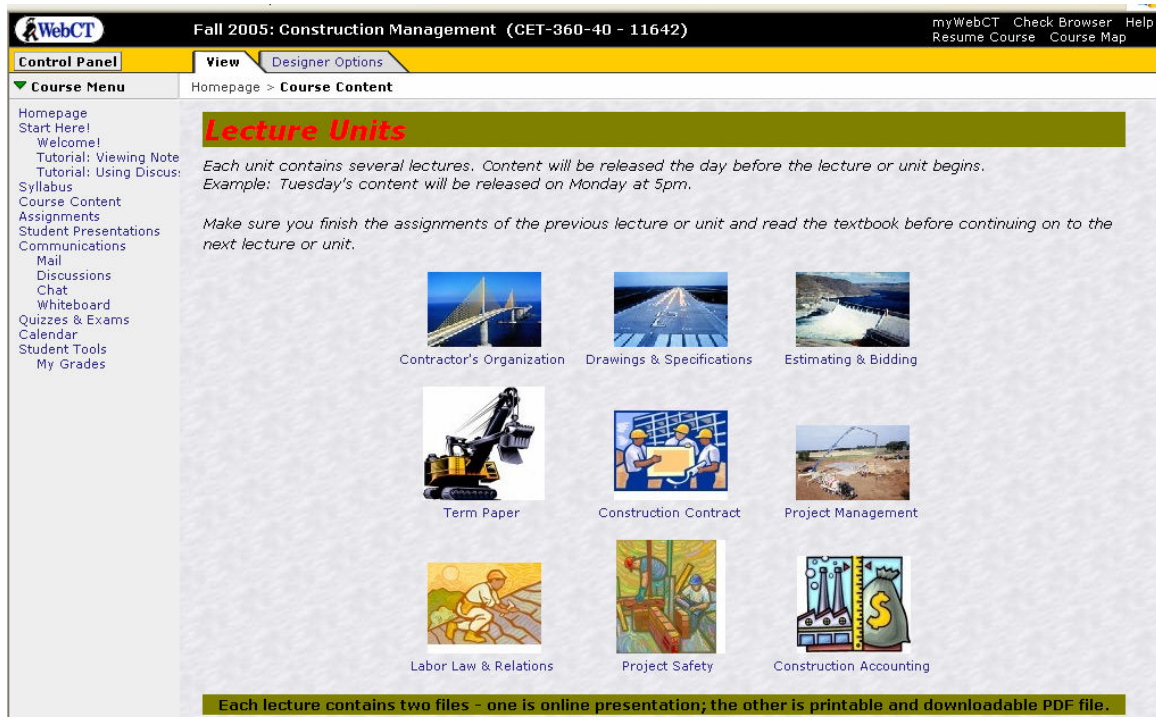 WebCT
Fall 2005: Construction Management (CET-360-40 - 11642)
myWebCT Check Browser Help
Resume Course Course Map
Control Panel
View Designer Options
Course Menu
Homepage > Course Content
Homepage
Start Here!
Welcome!
Tutorial: Viewing Note
Tutorial: Using Discus
Syllabus
Course Content
Assignments
Student Presentations
Communications
Mail
Discussions
Chat
Whiteboard
Quizzes & Exams
Calendar
Student Tools
My Grades
Lecture Units
Each unit contains several lectures. Content will be released the day before the lecture or unit begins.
Example: Tuesday's content will be released on Monday at 5pm.
Make sure you finish the assignments of the previous lecture or unit and read the textbook before continuing on to the
next lecture or unit.
Contractor's Organization Drawings & Specifications Estimating & Bidding
Term Paper Construction Contract Project Management
$
Labor Law & Relations Project Safety Construction Accounting
Each lecture contains two files - one is online presentation; the other is printable and downloadable PDF file.